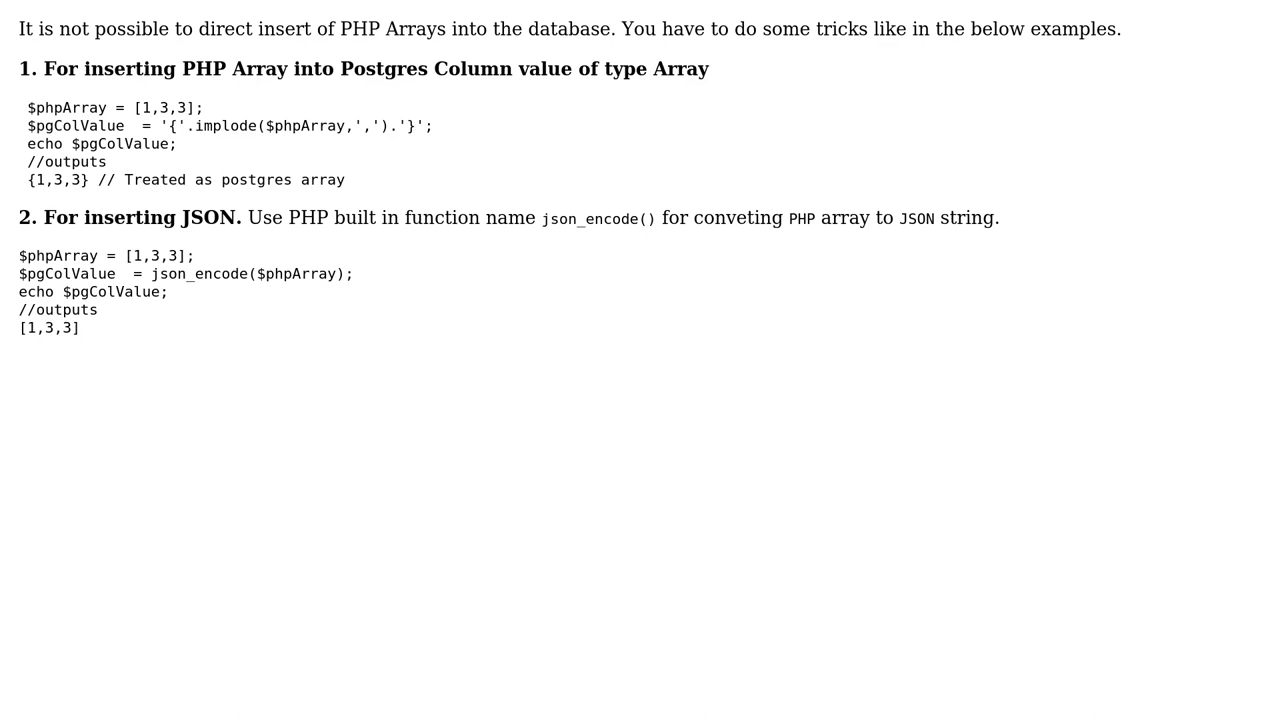 It is not possible to direct insert of PHP Arrays into the database. You have to do some tricks like in the below examples.
1. For inserting PHP Array into Postgres Column value of type Array
$phpArray = [1,3,3];
$pgColValue  = '{'.implode($phpArray,',').'}';
echo $pgColValue;
//outputs
{1,3,3} // Treated as postgres array
2. For inserting JSON. Use PHP built in function name json_encode() for conveting PHP array to JSON string.
$phpArray = [1,3,3];
$pgColValue  = json_encode($phpArray);
echo $pgColValue;
//outputs
[1,3,3]